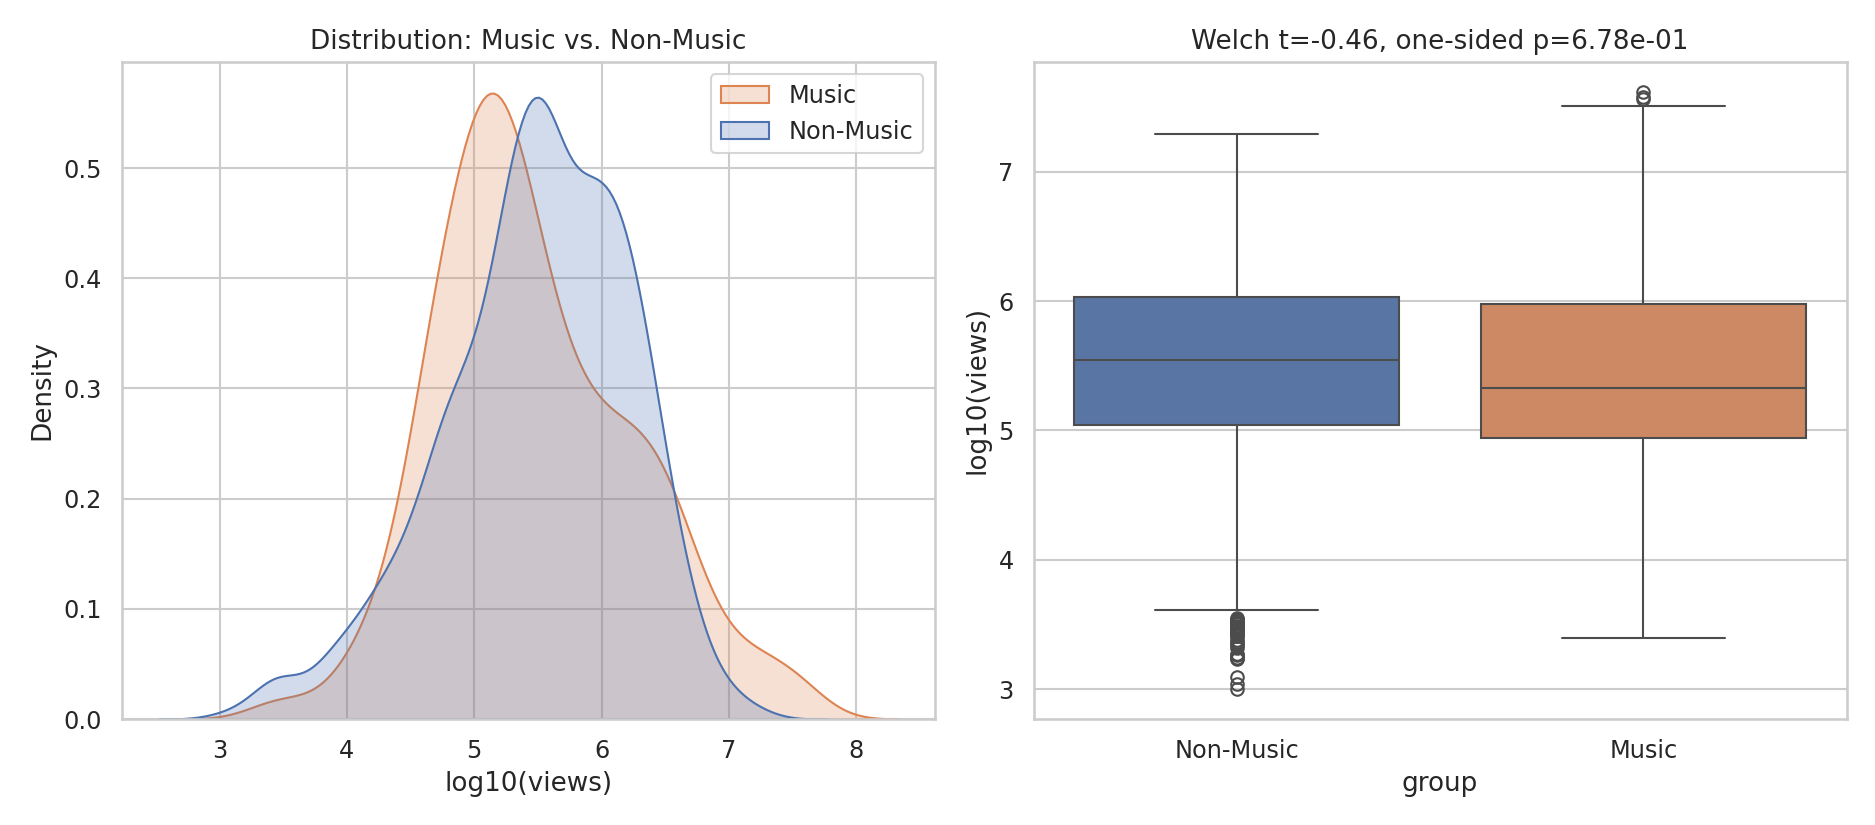 Distribution: Music vs. Non-Music
Music
Non-Music
0.5
0.4
0.3
0.2
0.1
0.0
Density
3 4 5 6 7 8
log10(views)
Welch t=-0.46, one-sided p=6.78e-01
7
6
5
4
3
log10(views)
Non-Music Music
group